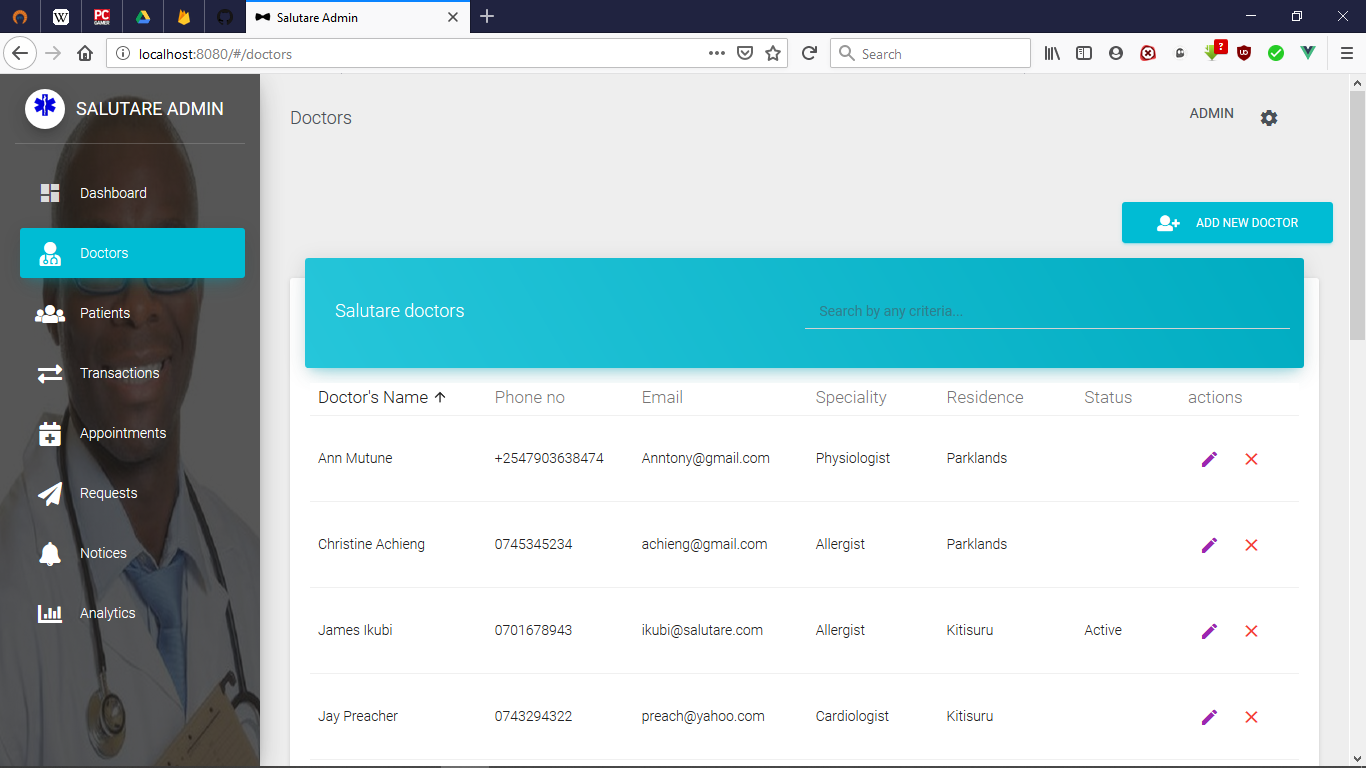 PC
GAMER
Salutare Admin
localhost:8080/#/doctors
Search
?
SALUTARE ADMIN
Doctors
ADMIN
Dashboard
Doctors
Patients
Transactions
Appointments
Requests
Notices
Analytics
ADD NEW DOCTOR
Salutare doctors
Search by any criteria...
Doctor's Name Phone no Email Speciality Residence Status actions
Ann Mutune +2547903638474 Anntony@gmail.com Physiologist Parklands
Christine Achieng 0745345234 achieng@gmail.com Allergist Parklands
James Ikubi 0701678943 ikubi@salutare.com Allergist Kitisuru Active
Jay Preacher 0743294322 preach@yahoo.com Cardiologist Kitisuru